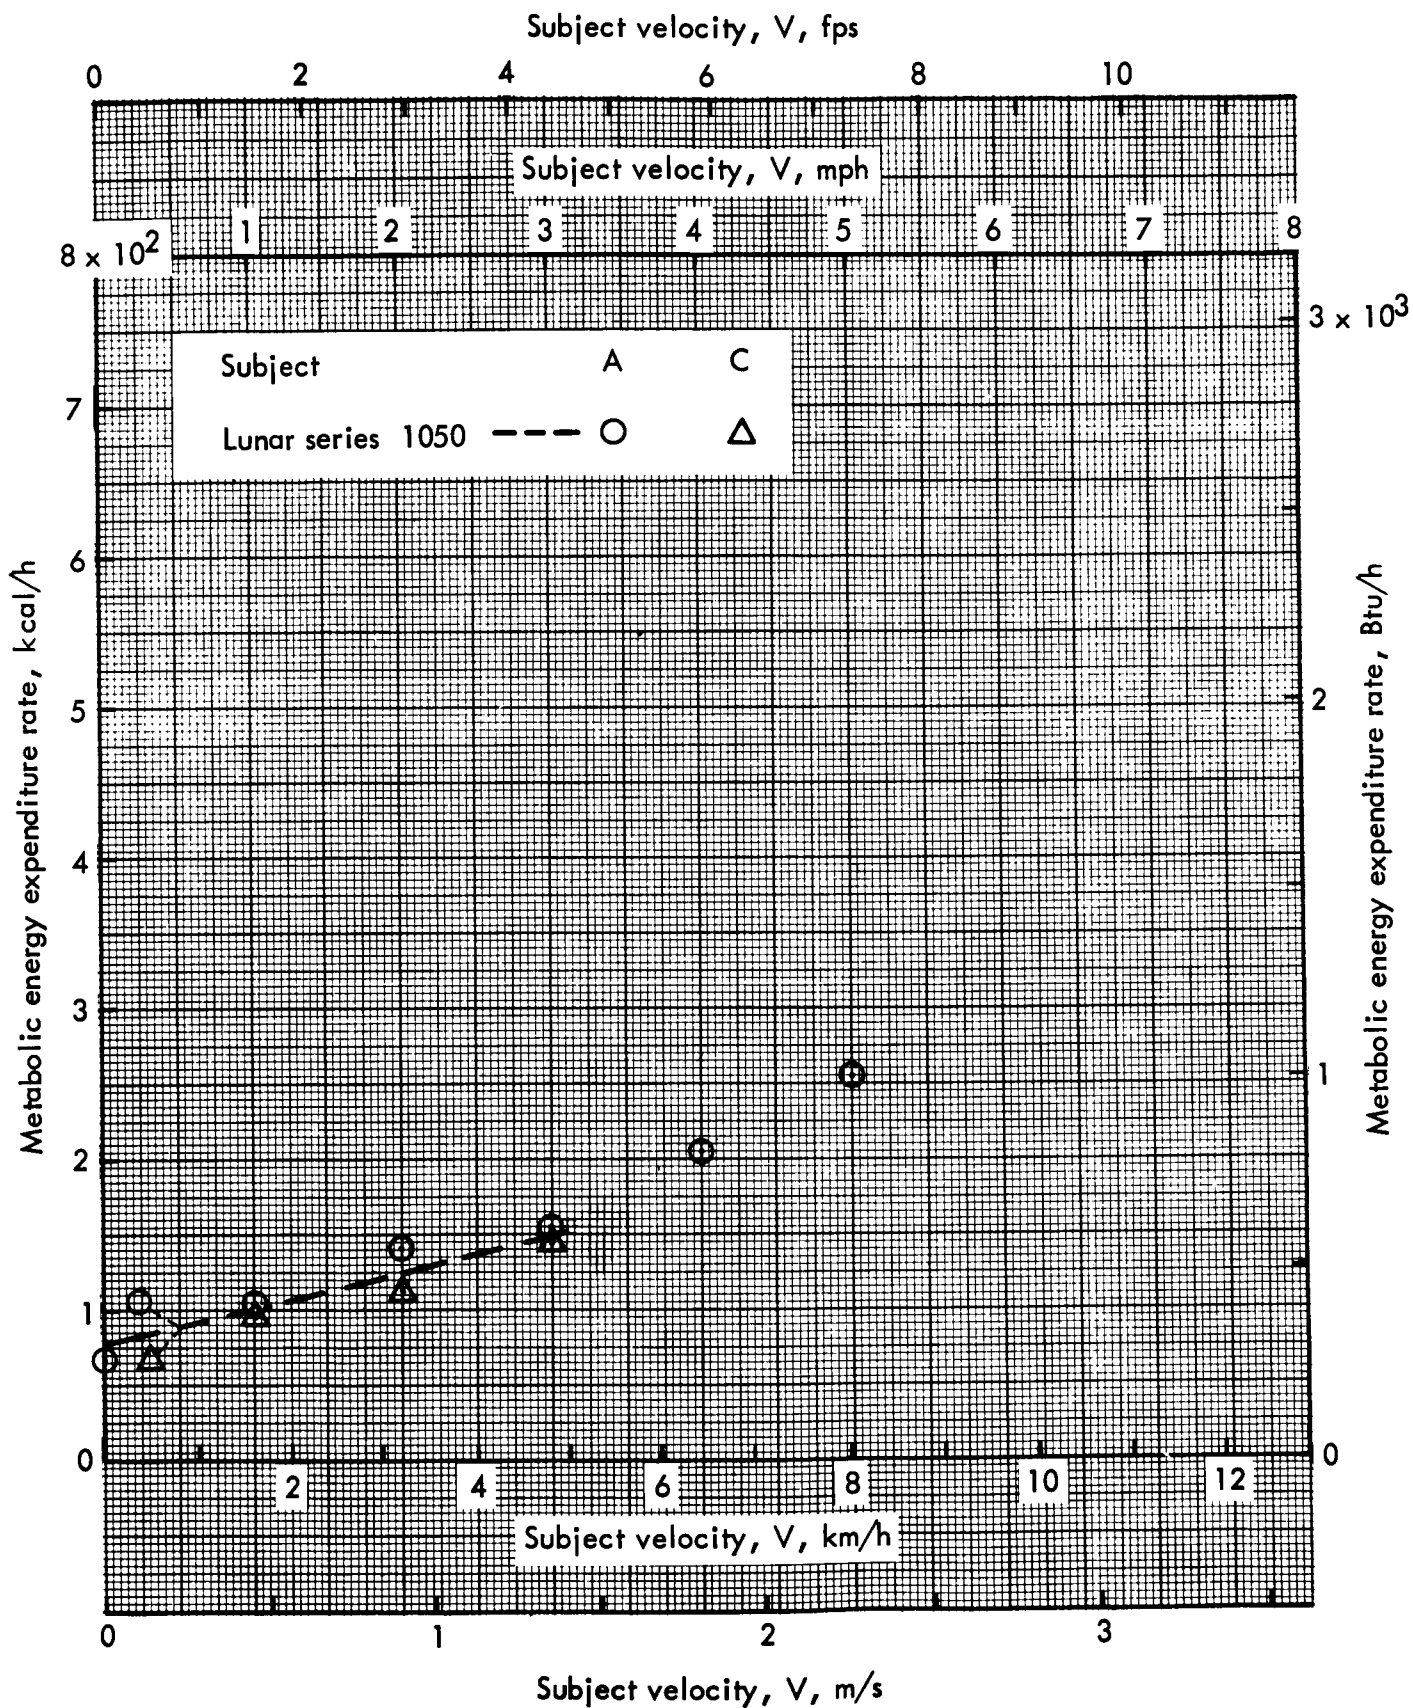 Subject velocity, V, fps
0 2 4 6 8 10
Subject velocity, V, mph
1 2 3 4 5 6 7 8
8 × 10²
3 × 10³
Subject A C
7
Lunar series 1050
6
5
2
4
3
1
2
1
0
0
2 4 6 8 10 12
Subject velocity, V, km/h
0 1 2 3
Subject velocity, V, m/s
Metabolic energy expenditure rate, kcal/h
Metabolic energy expenditure rate, Btu/h